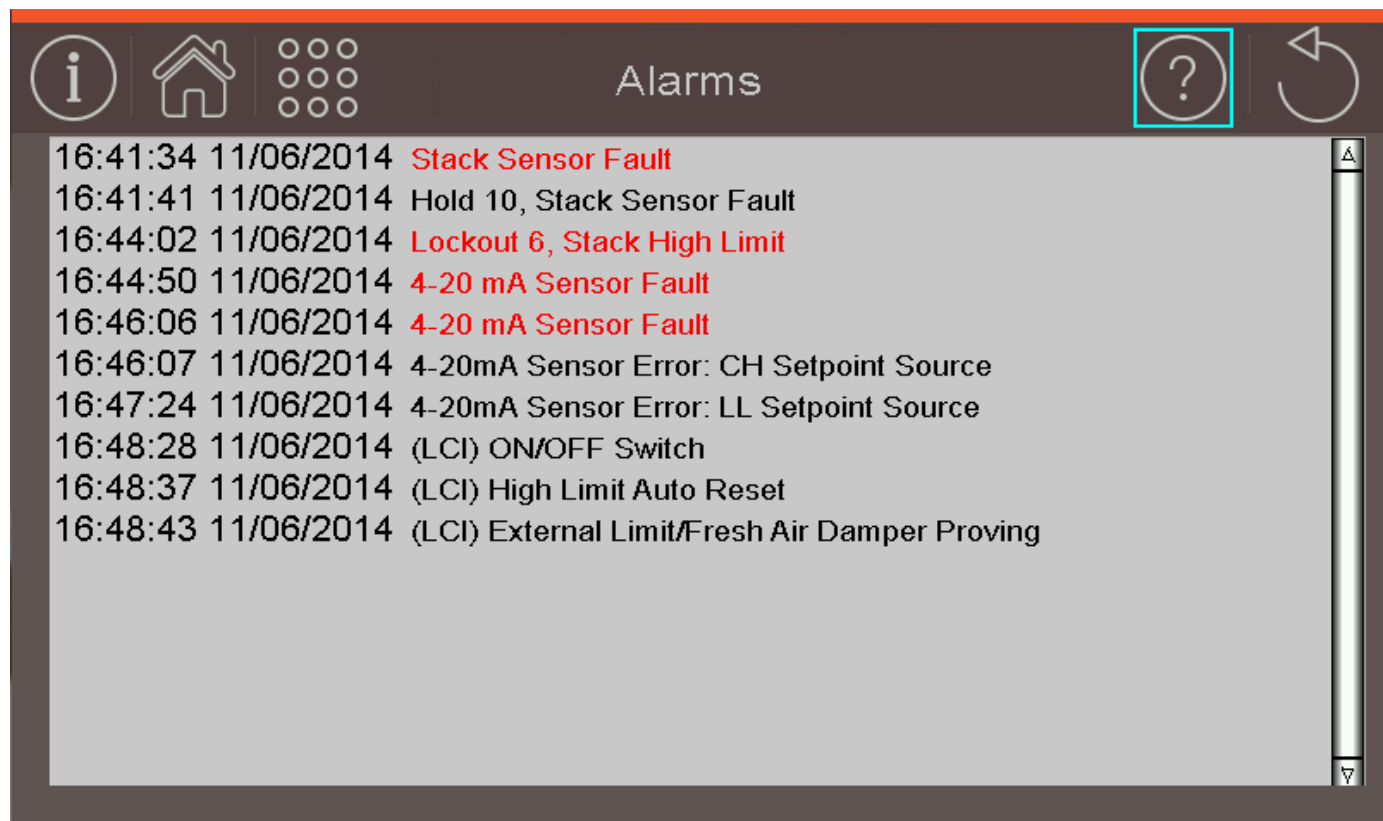 Alarms
16:41:34 11/06/2014 Stack Sensor Fault
16:41:41 11/06/2014 Hold 10, Stack Sensor Fault
16:44:02 11/06/2014 Lockout 6, Stack High Limit
16:44:50 11/06/2014 4-20 mA Sensor Fault
16:46:06 11/06/2014 4-20 mA Sensor Fault
16:46:07 11/06/2014 4-20mA Sensor Error: CH Setpoint Source
16:47:24 11/06/2014 4-20mA Sensor Error: LL Setpoint Source
16:48:28 11/06/2014 (LCI) ON/OFF Switch
16:48:37 11/06/2014 (LCI) High Limit Auto Reset
16:48:43 11/06/2014 (LCI) External Limit/Fresh Air Damper Proving